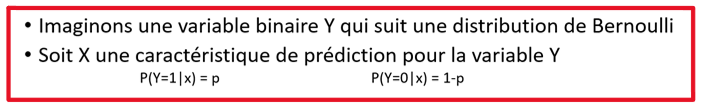 • Imaginons une variable binaire Y qui suit une distribution de Bernoulli
• Soit X une caractéristique de prédiction pour la variable Y
P(Y=1|x) = p P(Y=0|x) = 1-p